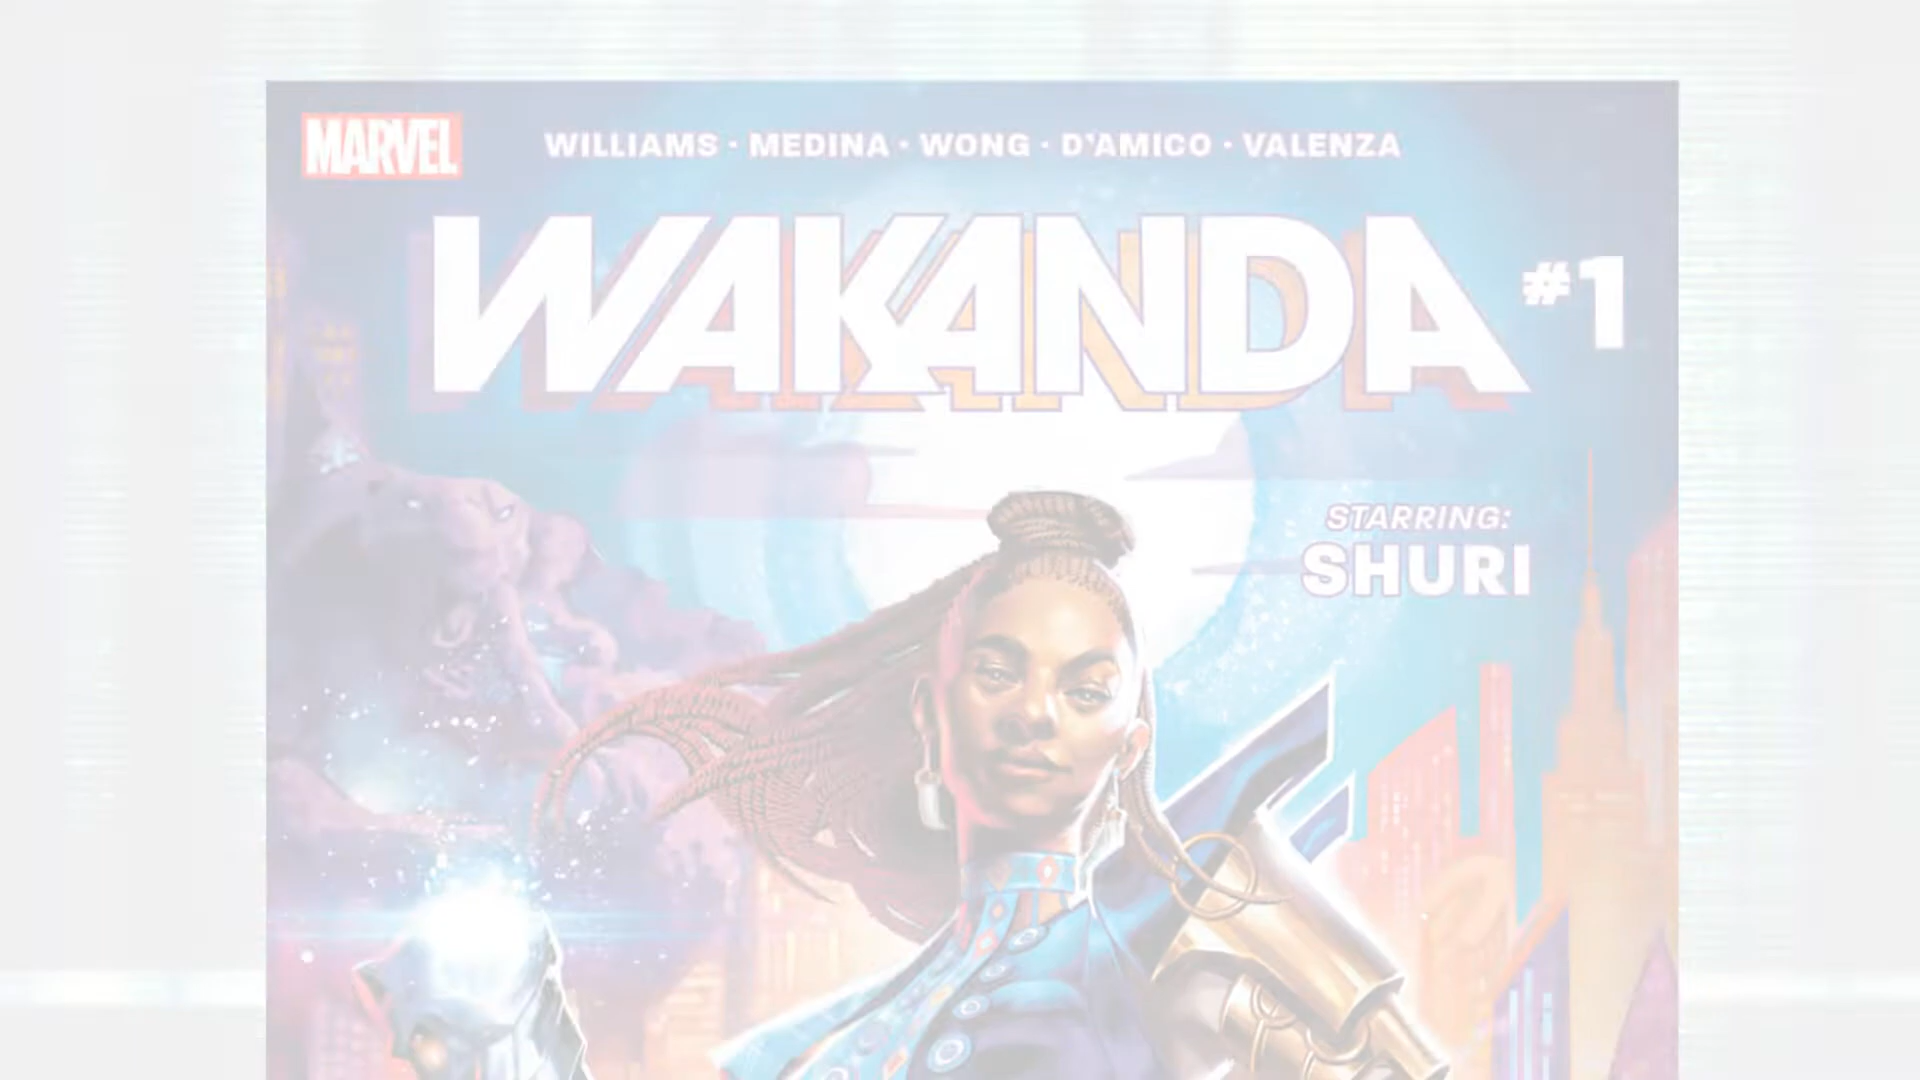 MARVEL
WILLIAMS · MEDINA · WONG · D'AMICO · VALENZA
WAKANDA
#1
STARRING:
SHURI